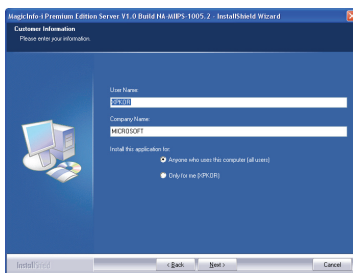 MagicInfo-i Premium Edition Server V1.0 Build NA-MIIPS-1005.2 - InstallShield Wizard
Customer Information
Please enter your information.
User Name:
XPKOR
Company Name:
MICROSOFT
Install this application for:
Anyone who uses this computer (all users)
Only for me (XPKOR)
InstallShield
< Back
Next >
Cancel